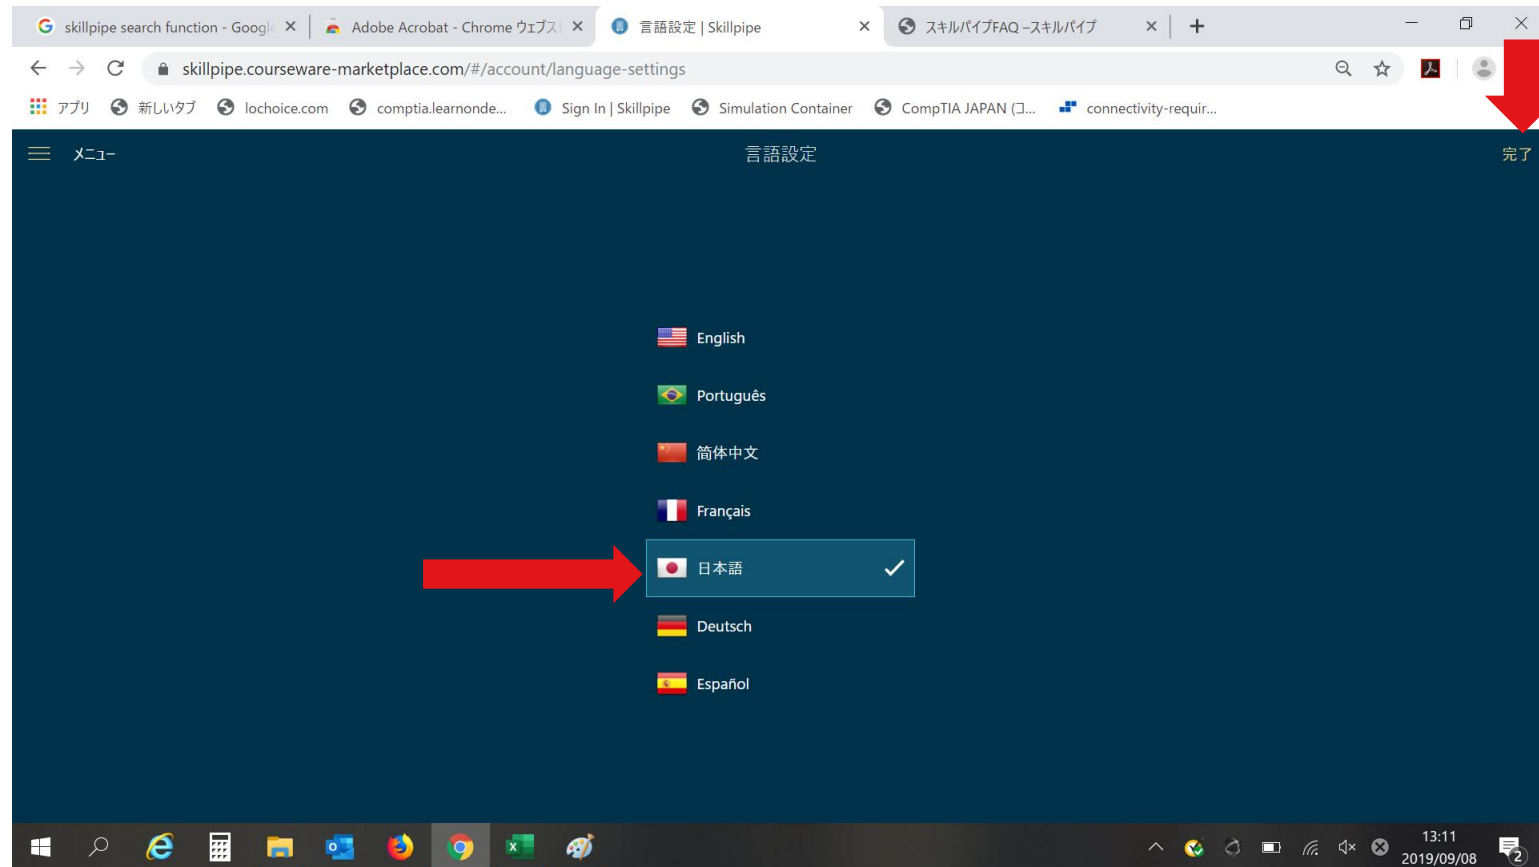 skillpipe search function - Googl
Adobe Acrobat - Chrome ウェブス
言語設定 | Skillpipe
スキルパイプFAQ –スキルパイプ
skillpipe.courseware-marketplace.com/#/account/language-settings
アプリ
新しいタブ
lochoice.com
comptia.learnonde...
Sign In | Skillpipe
Simulation Container
CompTIA JAPAN (コ...
connectivity-requir...
メニュー
言語設定
完了
English
Português
简体中文
Français
日本語
Deutsch
Español
13:11
2019/09/08
2